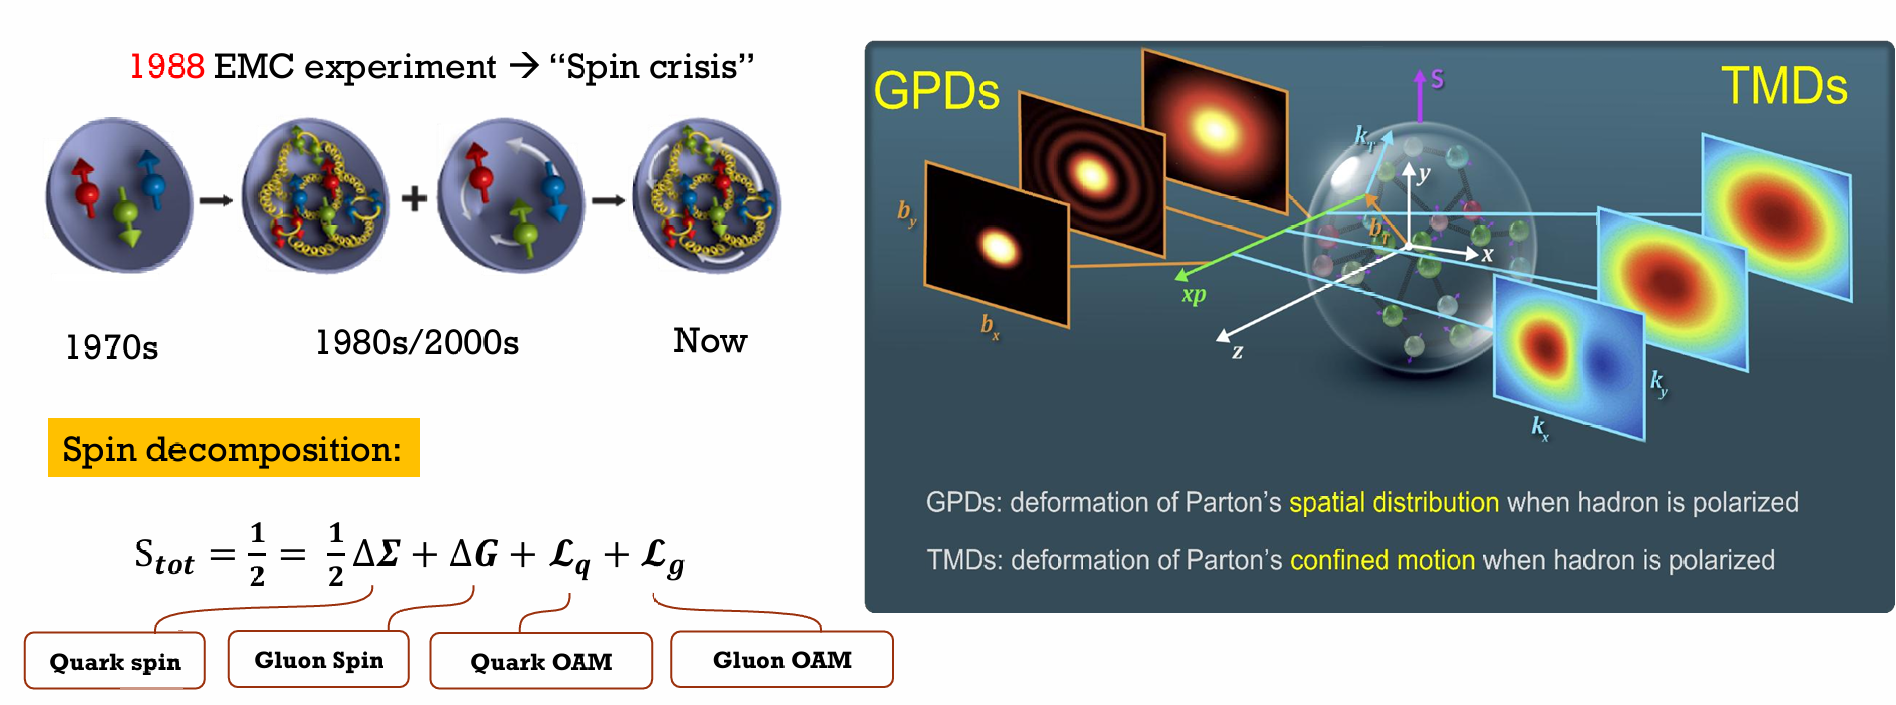 1988 EMC experiment → “Spin crisis”
1970s
1980s/2000s
Now
Spin decomposition:
S_tot = 1/2 = 1/2 ΔΣ + ΔG + ℒ_q + ℒ_g
Quark spin
Gluon Spin
Quark OAM
Gluon OAM
GPDs
TMDs
S
k_T
y
b_y
b_T
x
xp
b_x
z
k_y
k_x
GPDs: deformation of Parton’s spatial distribution when hadron is polarized
TMDs: deformation of Parton’s confined motion when hadron is polarized